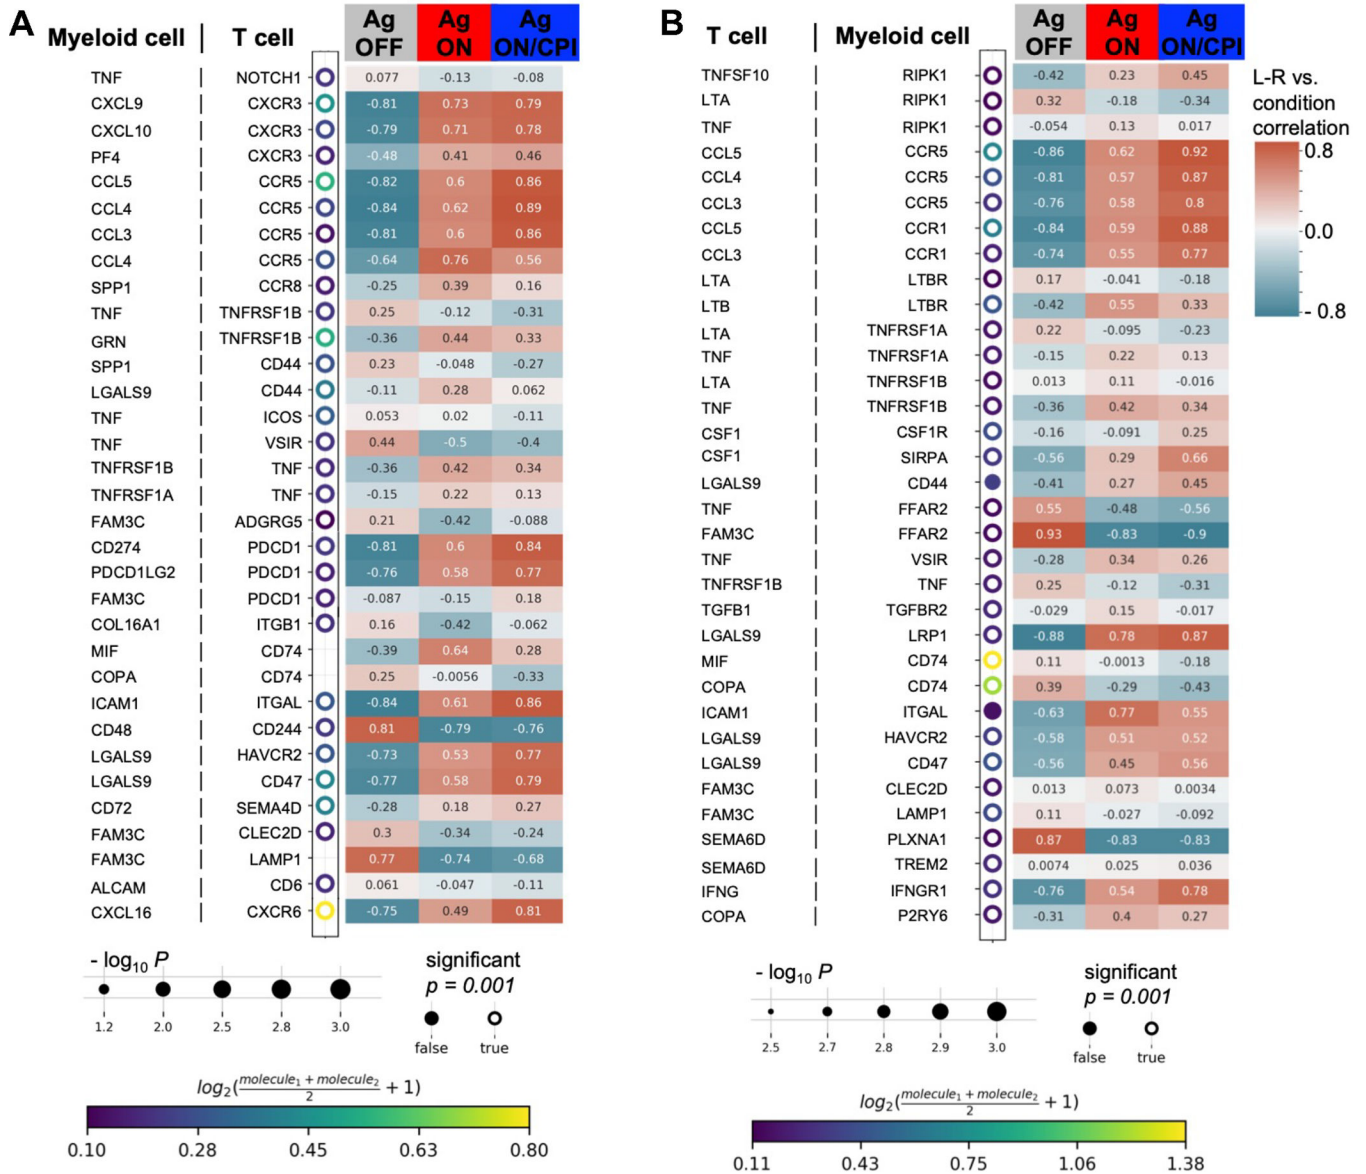 A
Myeloid cell | T cell
Ag OFF
Ag ON
Ag ON/CPI
TNF | NOTCH1 0.077 -0.13 -0.08
CXCL9 | CXCR3 -0.81 0.73 0.79
CXCL10 | CXCR3 -0.79 0.71 0.78
PF4 | CXCR3 -0.48 0.41 0.46
CCL5 | CCR5 -0.82 0.6 0.86
CCL4 | CCR5 -0.84 0.62 0.89
CCL3 | CCR5 -0.81 0.6 0.86
CCL4 | CCR5 -0.64 0.76 0.56
SPP1 | CCR8 -0.25 0.39 0.16
TNF | TNFRSF1B 0.25 -0.12 -0.31
GRN | TNFRSF1B -0.36 0.44 0.33
SPP1 | CD44 0.23 -0.048 -0.27
LGALS9 | CD44 -0.11 0.28 0.062
TNF | ICOS 0.053 0.02 -0.11
TNF | VSIR 0.44 -0.5 -0.4
TNFRSF1B | TNF -0.36 0.42 0.34
TNFRSF1A | TNF -0.15 0.22 0.13
FAM3C | ADGRG5 0.21 -0.42 -0.088
CD274 | PDCD1 -0.81 0.6 0.84
PDCD1LG2 | PDCD1 -0.76 0.58 0.77
FAM3C | PDCD1 -0.087 -0.15 0.18
COL16A1 | ITGB1 0.16 -0.42 -0.062
MIF | CD74 -0.39 0.64 0.28
COPA | CD74 0.25 -0.0056 -0.33
ICAM1 | ITGAL -0.84 0.61 0.86
CD48 | CD244 0.81 -0.79 -0.76
LGALS9 | HAVCR2 -0.73 0.53 0.77
LGALS9 | CD47 -0.77 0.58 0.79
CD72 | SEMA4D -0.28 0.18 0.27
FAM3C | CLEC2D 0.3 -0.34 -0.24
FAM3C | LAMP1 0.77 -0.74 -0.68
ALCAM | CD6 0.061 -0.047 -0.11
CXCL16 | CXCR6 -0.75 0.49 0.81
- log10 P
1.2 2.0 2.5 2.8 3.0
significant
p = 0.001
false true
log2((molecule1 + molecule2)/2 + 1)
0.10 0.28 0.45 0.63 0.80
B
T cell | Myeloid cell
Ag OFF
Ag ON
Ag ON/CPI
TNFSF10 | RIPK1 -0.42 0.23 0.45
LTA | RIPK1 0.32 -0.18 -0.34
TNF | RIPK1 -0.054 0.13 0.017
CCL5 | CCR5 -0.86 0.62 0.92
CCL4 | CCR5 -0.81 0.57 0.87
CCL3 | CCR5 -0.76 0.58 0.8
CCL5 | CCR1 -0.84 0.59 0.88
CCL3 | CCR1 -0.74 0.55 0.77
LTA | LTBR 0.17 -0.041 -0.18
LTB | LTBR -0.42 0.55 0.33
LTA | TNFRSF1A 0.22 -0.095 -0.23
TNF | TNFRSF1A -0.15 0.22 0.13
LTA | TNFRSF1B 0.013 0.11 -0.016
TNF | TNFRSF1B -0.36 0.42 0.34
CSF1 | CSF1R -0.16 -0.091 0.25
CSF1 | SIRPA -0.56 0.29 0.66
LGALS9 | CD44 -0.41 0.27 0.45
TNF | FFAR2 0.55 -0.48 -0.56
FAM3C | FFAR2 0.93 -0.83 -0.9
TNF | VSIR -0.28 0.34 0.26
TNFRSF1B | TNF 0.25 -0.12 -0.31
TGFB1 | TGFBR2 -0.029 0.15 -0.017
LGALS9 | LRP1 -0.88 0.78 0.87
MIF | CD74 0.11 -0.0013 -0.18
COPA | CD74 0.39 -0.29 -0.43
ICAM1 | ITGAL -0.63 0.77 0.55
LGALS9 | HAVCR2 -0.58 0.51 0.52
LGALS9 | CD47 -0.56 0.45 0.56
FAM3C | CLEC2D 0.013 0.073 0.0034
FAM3C | LAMP1 0.11 -0.027 -0.092
SEMA6D | PLXNA1 0.87 -0.83 -0.83
SEMA6D | TREM2 0.0074 0.025 0.036
IFNG | IFNGR1 -0.76 0.54 0.78
COPA | P2RY6 -0.31 0.4 0.27
L-R vs.
condition
correlation
0.8
0.0
- 0.8
- log10 P
2.5 2.7 2.8 2.9 3.0
significant
p = 0.001
false true
log2((molecule1 + molecule2)/2 + 1)
0.11 0.43 0.75 1.06 1.38